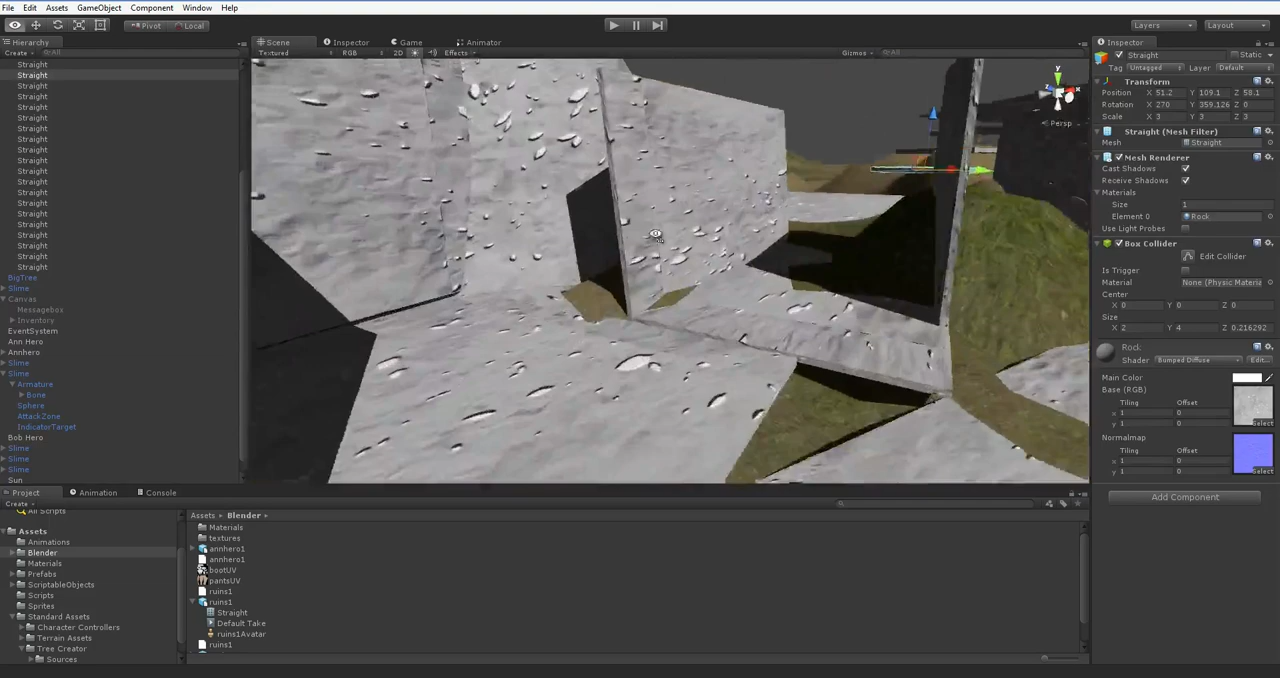 File Edit Assets GameObject Component Window Help
Pivot Local Layers Layout
Hierarchy Scene Inspector Game Animator Inspector
Create All Textured RGB 2D Effects Gizmos All
Straight Straight Static
Straight Tag Untagged Layer Default
Straight Transform
Straight Position X 51.2 Y 109.1 Z 58.1
Straight Rotation X 270 Y 359.126 Z 0
Straight Scale X 3 Y 3 Z 3
Straight Straight (Mesh Filter)
Straight Mesh Straight
Straight Mesh Renderer
Straight Cast Shadows
Straight Receive Shadows
Straight Materials
Straight Size 1
Straight Element 0 Rock
Straight Use Light Probes
Straight Box Collider
Straight Edit Collider
Straight Is Trigger
Straight Material None (Physic Materia
Straight Center
BigTree X 0 Y 0 Z 0
Slime Size
Canvas X 2 Y 4 Z 0.216292
Messagebox
Inventory
EventSystem
Ann Hero Rock
Annhero Shader Bumped Diffuse Edit...
Slime
Slime Main Color
Armature Base (RGB)
Bone Tiling Offset
Sphere x 1 0
AttackZone y 1 0 Select
IndicatorTarget Normalmap
Bob Hero Tiling Offset
Slime x 1 0
Slime y 1 0 Select
Slime
Sun
y x z Persp
Project Animation Console Add Component
Create
All Scripts Assets Blender
Assets Materials
Animations textures
Blender annhero1
Materials annhero1
Prefabs bootUV
ScriptableObjects pantsUV
Scripts ruins1
Sprites ruins1
Standard Assets Straight
Character Controllers Default Take
Terrain Assets ruins1Avatar
Tree Creator ruins1
Sources